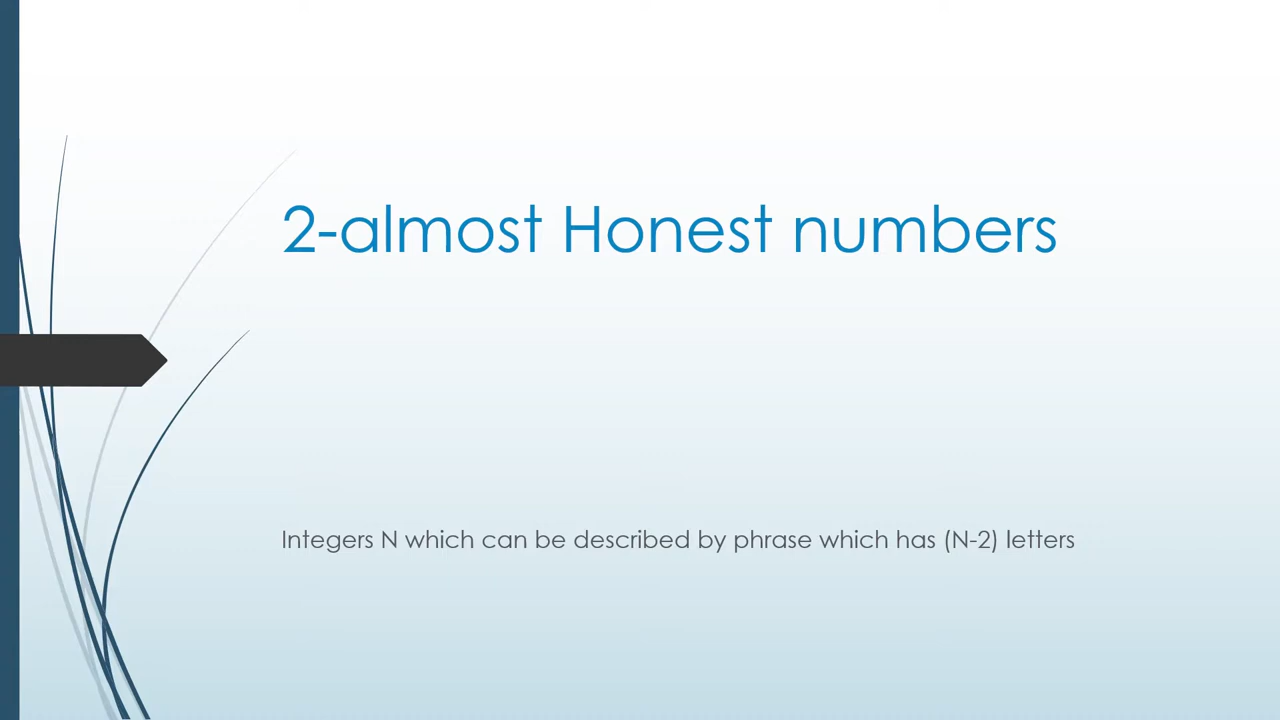 2-almost Honest numbers
Integers N which can be described by phrase which has (N-2) letters